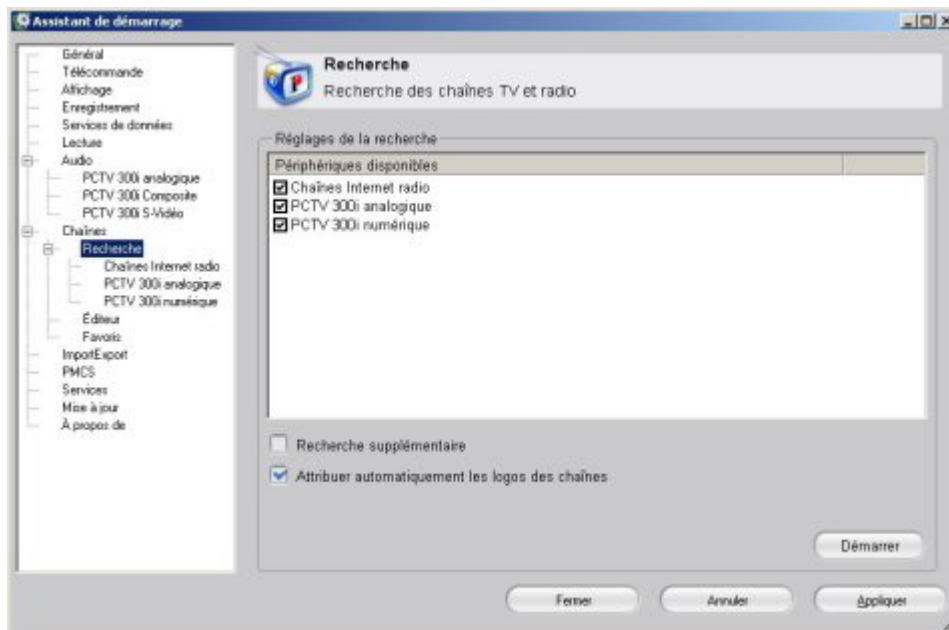 Assistant de démarrage
Général
Télécommande
Affichage
Enregistrement
Services de données
Lecture
Audio
PCTV 300i analogique
PCTV 300i Composite
PCTV 300i S-Vidéo
Chaînes
Recherche
Chaînes Internet radio
PCTV 300i analogique
PCTV 300i numérique
Éditeur
Favoris
ImportExport
PMCS
Services
Mise à jour
À propos de
Recherche
Recherche des chaînes TV et radio
Réglages de la recherche
Périphériques disponibles
Chaînes Internet radio
PCTV 300i analogique
PCTV 300i numérique
Recherche supplémentaire
Attribuer automatiquement les logos des chaînes
Démarrer
Fermer
Annuler
Appliquer